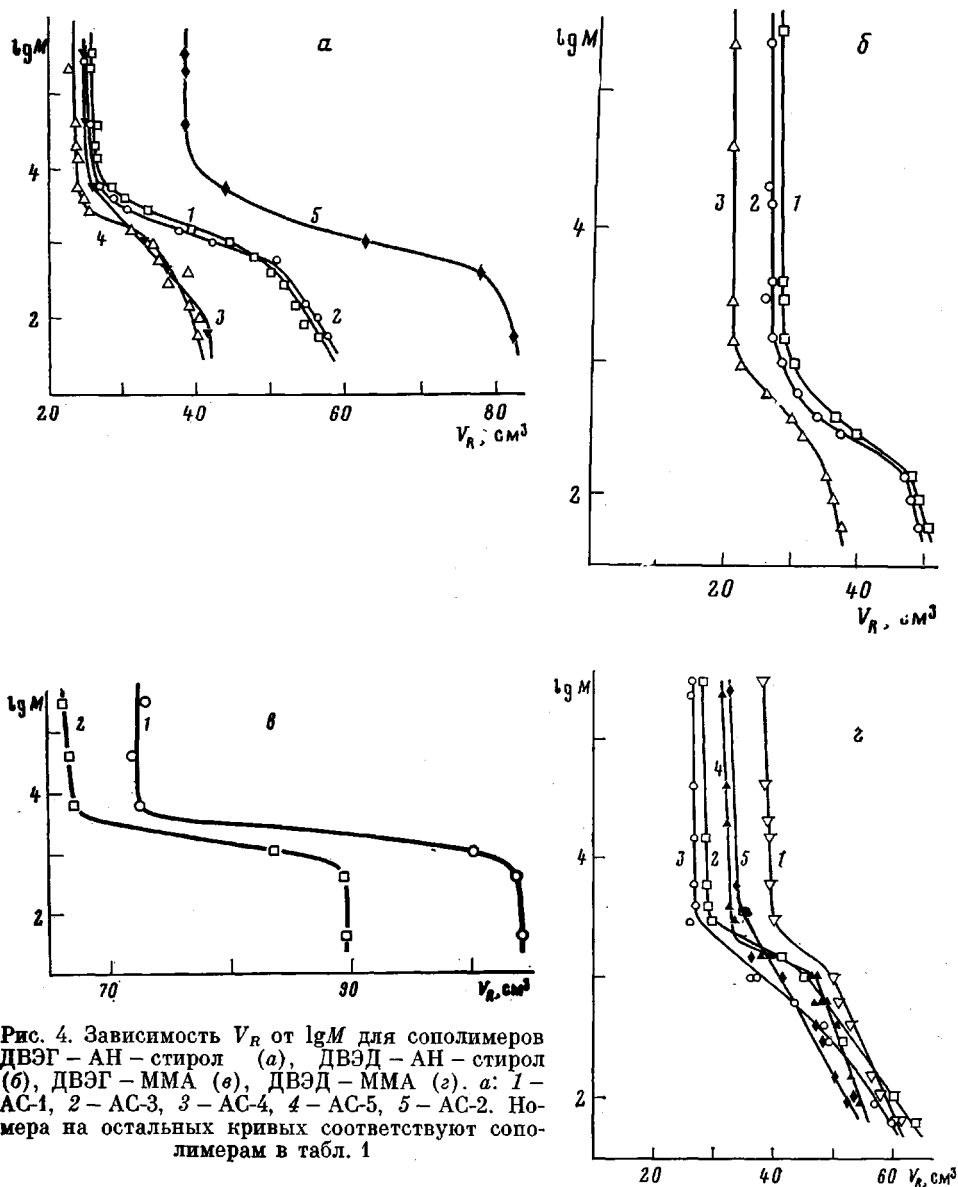 lgM
а
4
2
1
2
3
4
5
20
40
60
80
V_R, см³
lgM
б
4
2
3
2
1
20
40
V_R, см³
lgM
в
4
2
2
1
70
90
V_R, см³
lgM
г
4
2
3
2
4
5
1
20
40
60
V_R, см³
Рис. 4. Зависимость V_R от lgM для сополимеров
ДВЭГ – АН – стирол (а), ДВЭД – АН – стирол
(б), ДВЭГ – ММА (в), ДВЭД – ММА (г). а: 1 –
АС-1, 2 – АС-3, 3 – АС-4, 4 – АС-5, 5 – АС-2. Но-
мера на остальных кривых соответствуют сопо-
лимерам в табл. 1